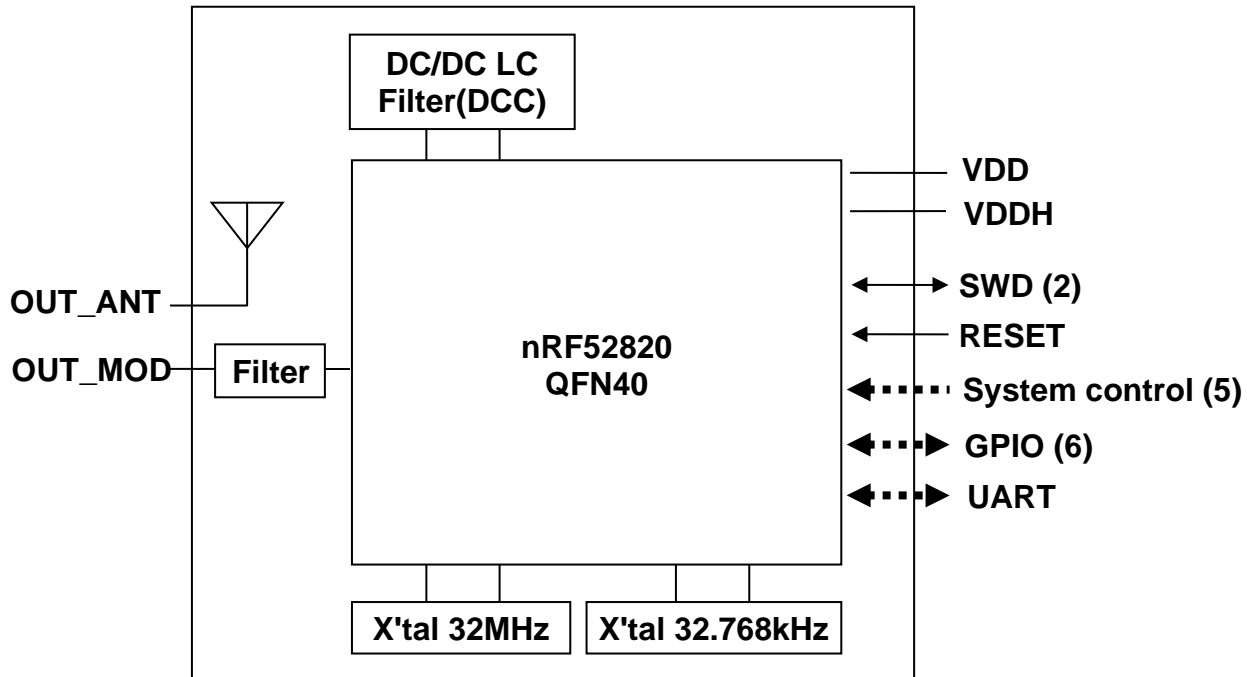 DC/DC LC
Filter(DCC)
VDD
VDDH
OUT_ANT
SWD (2)
RESET
OUT_MOD
Filter
nRF52820
QFN40
System control (5)
GPIO (6)
UART
X'tal 32MHz
X'tal 32.768kHz